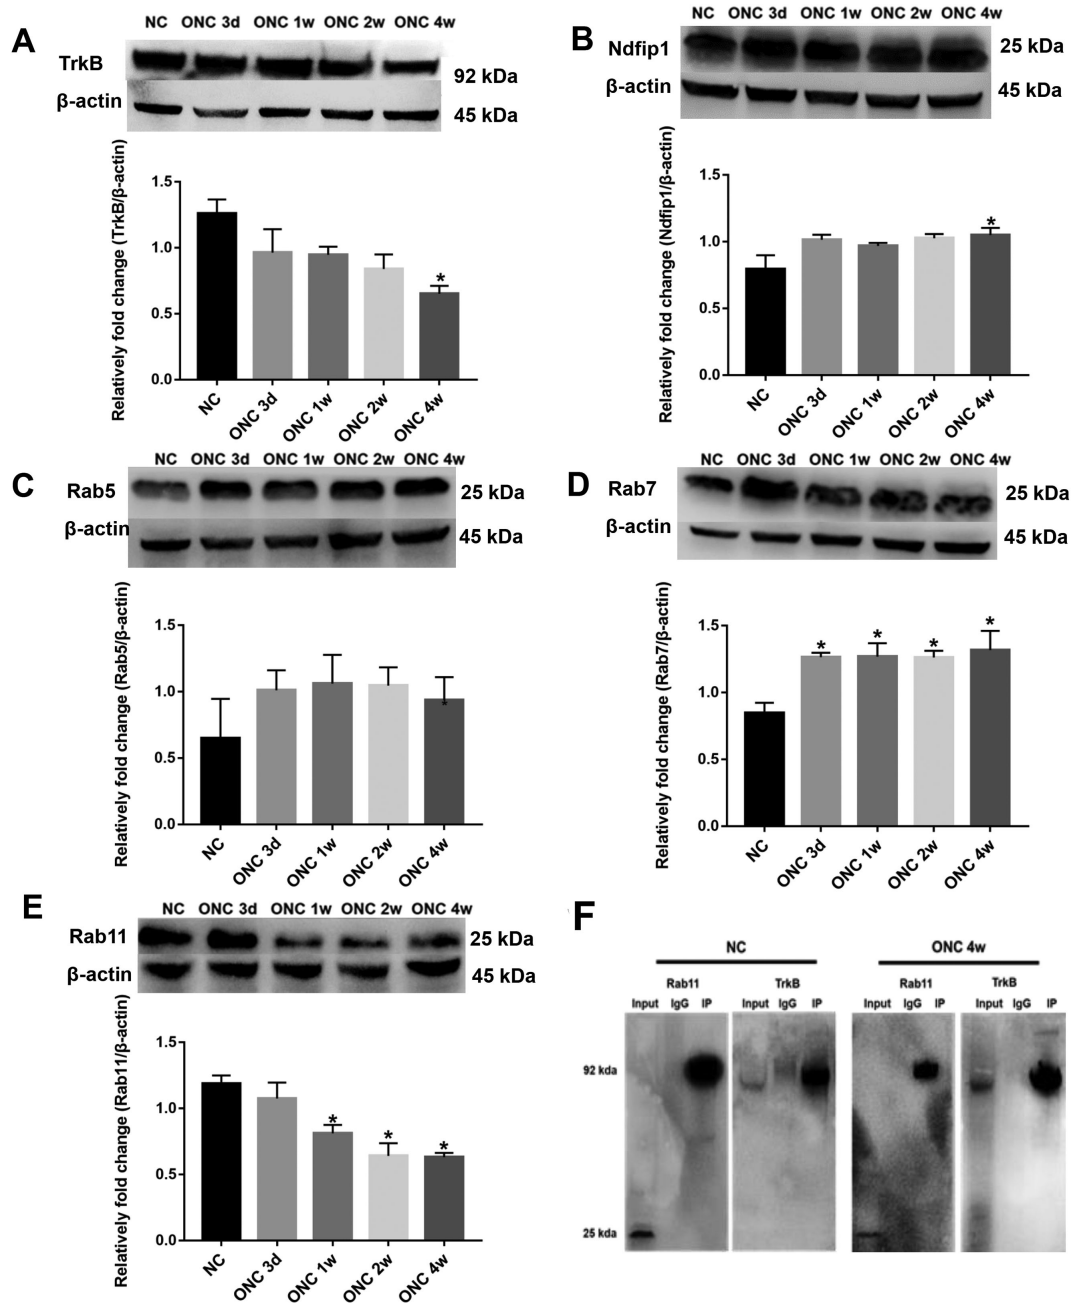 A
NC ONC 3d ONC 1w ONC 2w ONC 4w
TrkB
92 kDa
β-actin
45 kDa
Relatively fold change (TrkB/β-actin)
1.5
1.0
0.5
0.0
*
NC ONC 3d ONC 1w ONC 2w ONC 4w
B
NC ONC 3d ONC 1w ONC 2w ONC 4w
Ndfip1
25 kDa
β-actin
45 kDa
Relatively fold change (Ndfip1/β-actin)
1.5
1.0
0.5
0.0
*
NC ONC 3d ONC 1w ONC 2w ONC 4w
C
NC ONC 3d ONC 1w ONC 2w ONC 4w
Rab5
25 kDa
β-actin
45 kDa
Relatively fold change (Rab5/β-actin)
1.5
1.0
0.5
0.0
*
NC ONC 3d ONC 1w ONC 2w ONC 4w
D
NC ONC 3d ONC 1w ONC 2w ONC 4w
Rab7
25 kDa
β-actin
45 kDa
Relatively fold change (Rab7/β-actin)
1.5
1.0
0.5
0.0
* * * *
NC ONC 3d ONC 1w ONC 2w ONC 4w
E
NC ONC 3d ONC 1w ONC 2w ONC 4w
Rab11
25 kDa
β-actin
45 kDa
Relatively fold change (Rab11/β-actin)
1.5
1.0
0.5
0.0
* * *
NC ONC 3d ONC 1w ONC 2w ONC 4w
F
NC ONC 4w
Rab11 TrkB Rab11 TrkB
Input IgG IP Input IgG IP Input IgG IP Input IgG IP
92 kda
25 kda